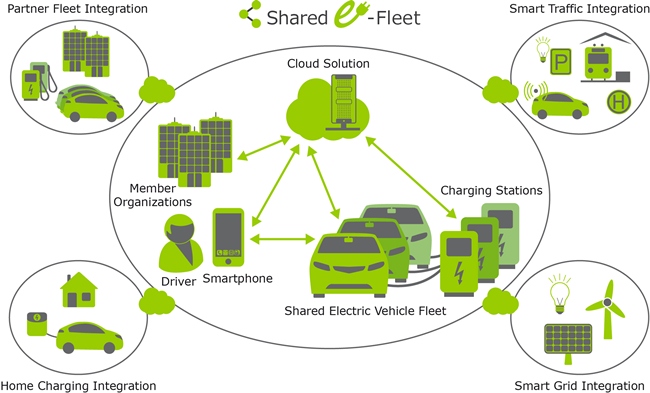 Partner Fleet Integration
Shared e-Fleet
Smart Traffic Integration
Cloud Solution
P
H
Member
Organizations
Charging Stations
Driver
Smartphone
Shared Electric Vehicle Fleet
Home Charging Integration
Smart Grid Integration